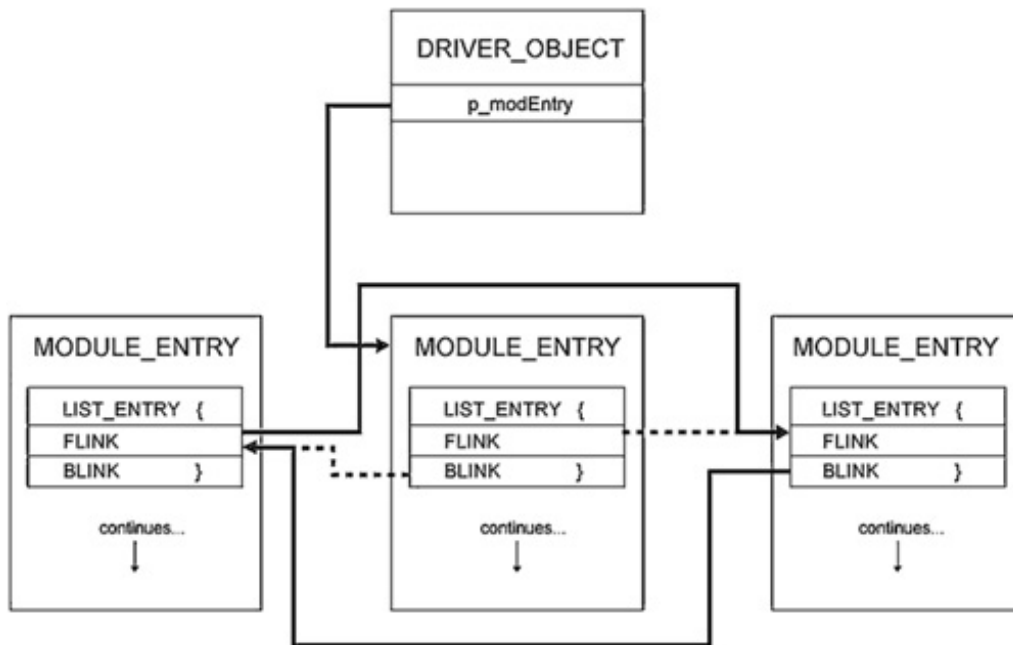 DRIVER_OBJECT
p_modEntry
MODULE_ENTRY
LIST_ENTRY {
FLINK
BLINK }
continues...
MODULE_ENTRY
LIST_ENTRY {
FLINK
BLINK }
continues...
MODULE_ENTRY
LIST_ENTRY {
FLINK
BLINK }
continues...